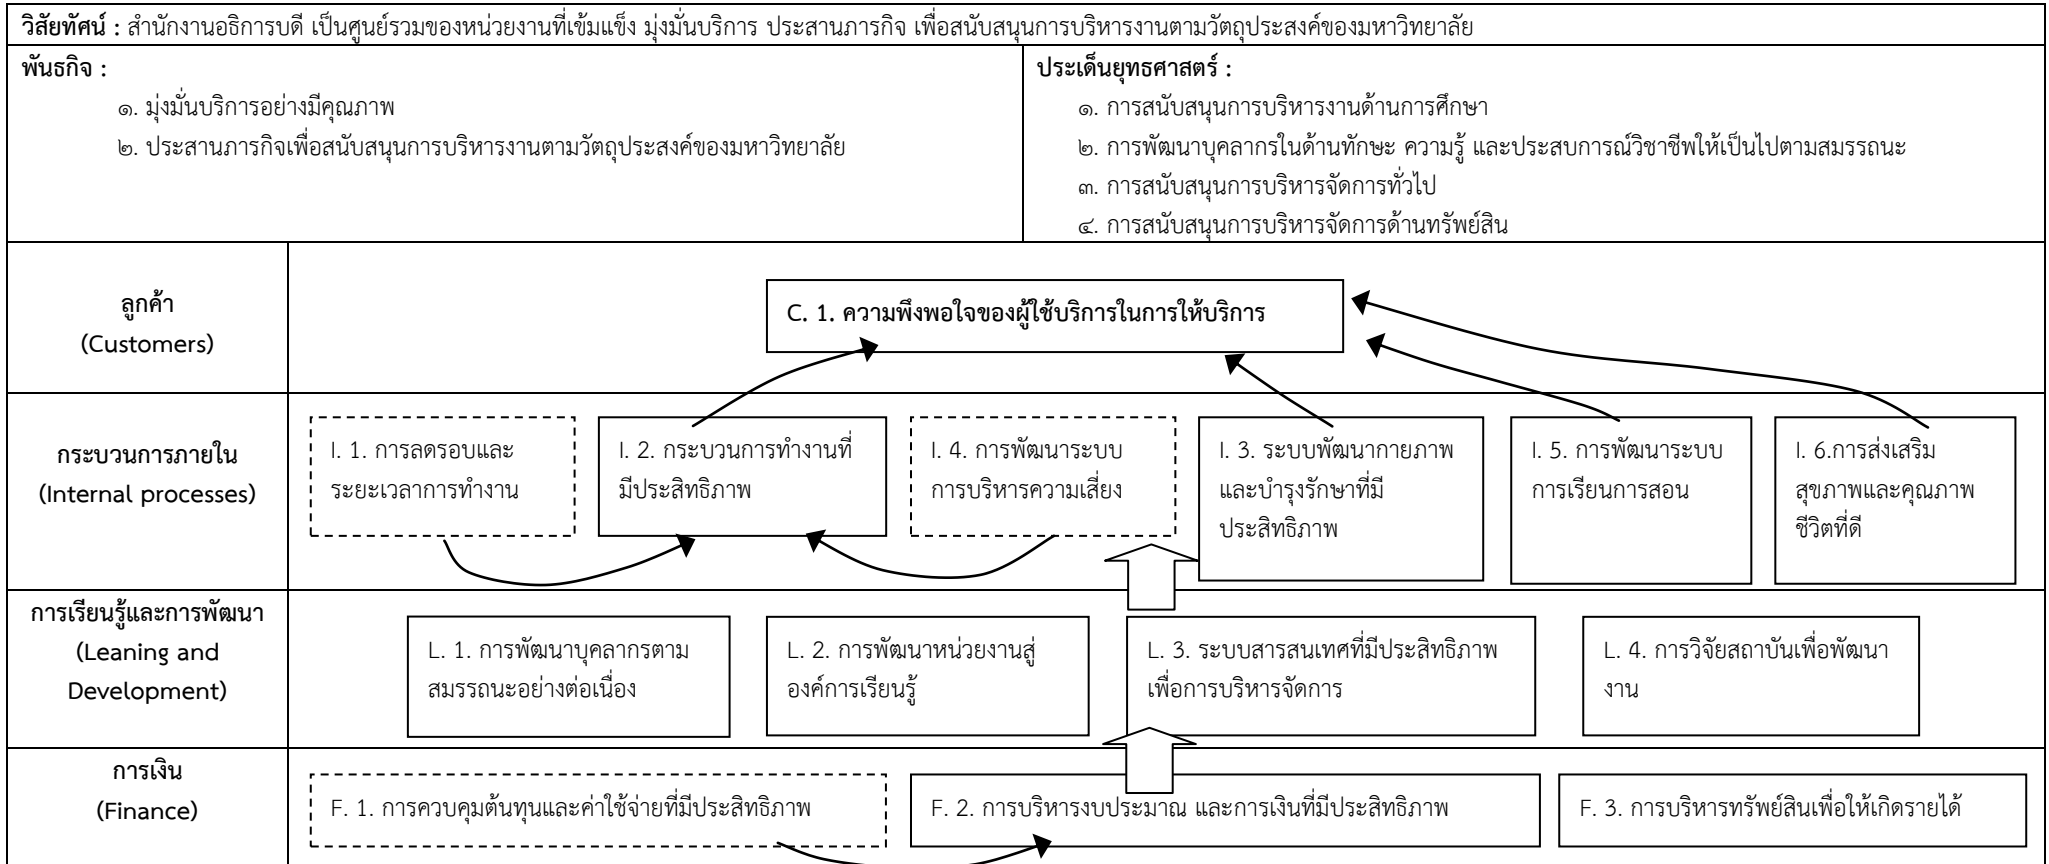 วิสัยทัศน์ : สำนักงานอธิการบดี เป็นศูนย์รวมของหน่วยงานที่เข้มแข็ง มุ่งมั่นบริการ ประสานภารกิจ เพื่อสนับสนุนการบริหารงานตามวัตถุประสงค์ของมหาวิทยาลัย
พันธกิจ :
๑. มุ่งมั่นบริการอย่างมีคุณภาพ
๒. ประสานภารกิจเพื่อสนับสนุนการบริหารงานตามวัตถุประสงค์ของมหาวิทยาลัย
ประเด็นยุทธศาสตร์ :
๑. การสนับสนุนการบริหารงานด้านการศึกษา
๒. การพัฒนาบุคลากรในด้านทักษะ ความรู้ และประสบการณ์วิชาชีพให้เป็นไปตามสมรรถนะ
๓. การสนับสนุนการบริหารจัดการทั่วไป
๔. การสนับสนุนการบริหารจัดการด้านทรัพย์สิน
ลูกค้า
(Customers)
C. 1. ความพึงพอใจของผู้ใช้บริการในการให้บริการ
กระบวนการภายใน
(Internal processes)
I. 1. การลดรอบและ
ระยะเวลาการทำงาน
I. 2. กระบวนการทำงานที่
มีประสิทธิภาพ
I. 4. การพัฒนาระบบ
การบริหารความเสี่ยง
I. 3. ระบบพัฒนากายภาพ
และบำรุงรักษาที่มี
ประสิทธิภาพ
I. 5. การพัฒนาระบบ
การเรียนการสอน
I. 6.การส่งเสริม
สุขภาพและคุณภาพ
ชีวิตที่ดี
การเรียนรู้และการพัฒนา
(Leaning and
Development)
L. 1. การพัฒนาบุคลากรตาม
สมรรถนะอย่างต่อเนื่อง
L. 2. การพัฒนาหน่วยงานสู่
องค์การเรียนรู้
L. 3. ระบบสารสนเทศที่มีประสิทธิภาพ
เพื่อการบริหารจัดการ
L. 4. การวิจัยสถาบันเพื่อพัฒนา
งาน
การเงิน
(Finance)
F. 1. การควบคุมต้นทุนและค่าใช้จ่ายที่มีประสิทธิภาพ
F. 2. การบริหารงบประมาณ และการเงินที่มีประสิทธิภาพ
F. 3. การบริหารทรัพย์สินเพื่อให้เกิดรายได้